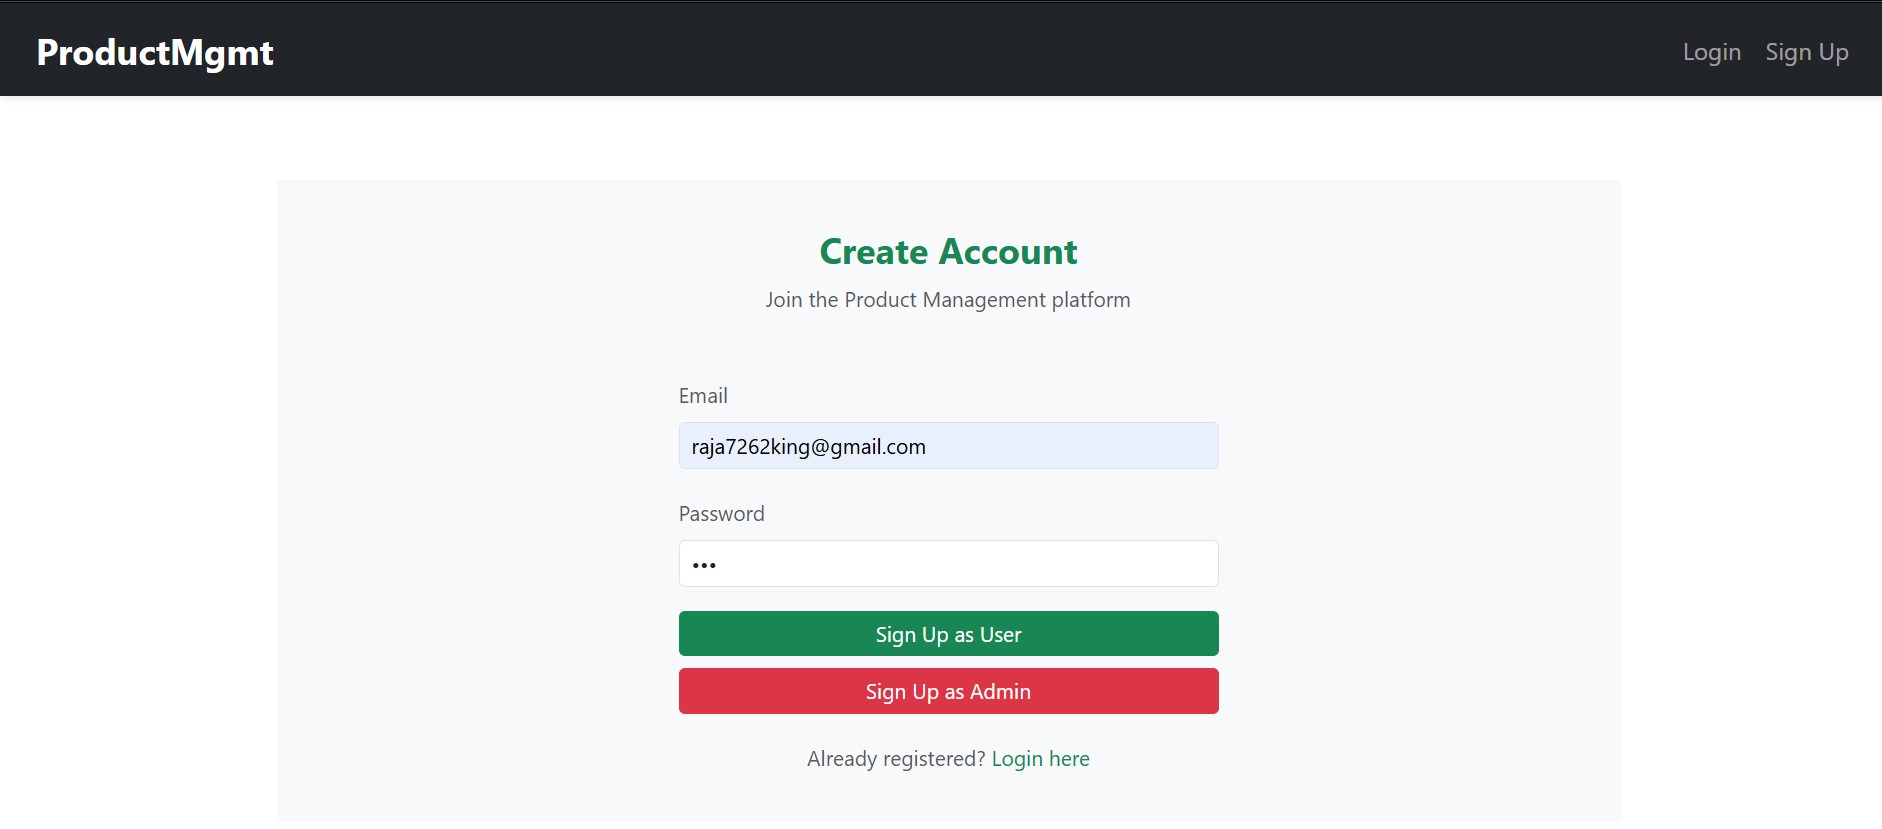 ProductMgmt
Login Sign Up
Create Account
Join the Product Management platform
Email
raja7262king@gmail.com
Password
•••
Sign Up as User
Sign Up as Admin
Already registered? Login here